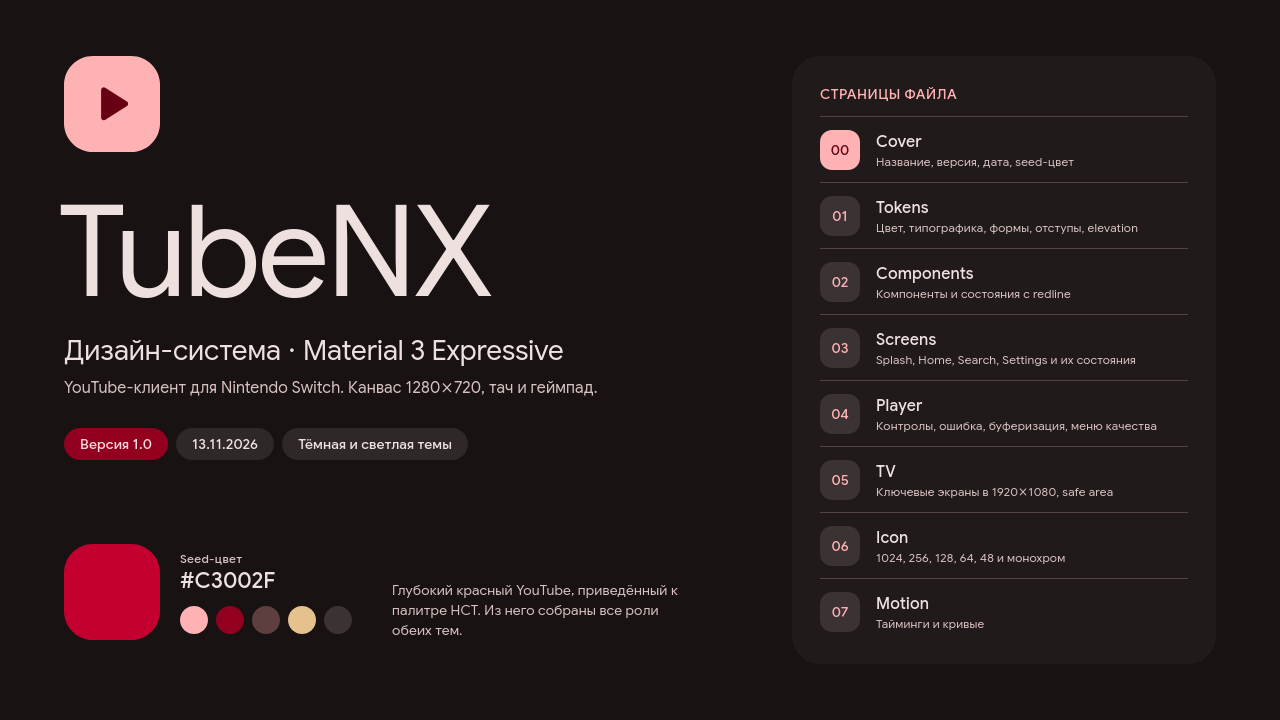 TubeNX
Дизайн-система · Material 3 Expressive
YouTube-клиент для Nintendo Switch. Канвас 1280×720, тач и геймпад.
Версия 1.0
13.11.2026
Тёмная и светлая темы
Seed-цвет
#C3002F
Глубокий красный YouTube, приведённый к
палитре HCT. Из него собраны все роли
обеих тем.
СТРАНИЦЫ ФАЙЛА
00
Cover
Название, версия, дата, seed-цвет
01
Tokens
Цвет, типографика, формы, отступы, elevation
02
Components
Компоненты и состояния с redline
03
Screens
Splash, Home, Search, Settings и их состояния
04
Player
Контролы, ошибка, буферизация, меню качества
05
TV
Ключевые экраны в 1920×1080, safe area
06
Icon
1024, 256, 128, 64, 48 и монохром
07
Motion
Тайминги и кривые